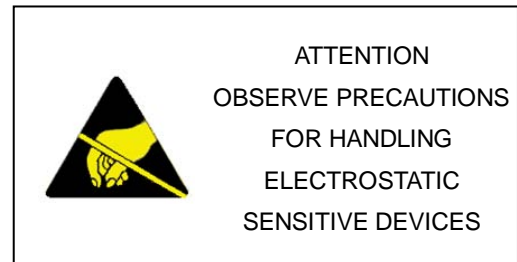 ATTENTION
OBSERVE PRECAUTIONS
FOR HANDLING
ELECTROSTATIC
SENSITIVE DEVICES